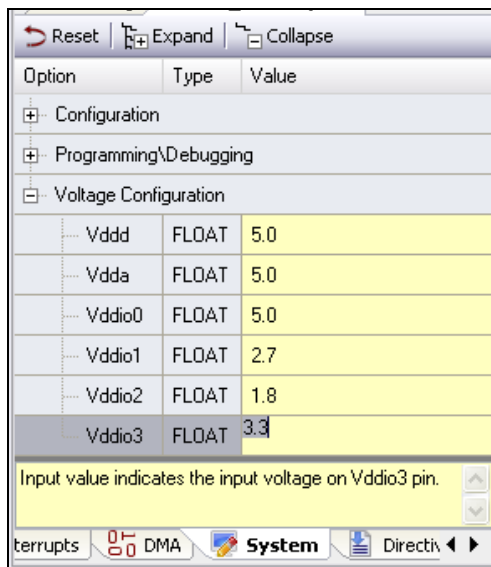 Reset Expand Collapse
Option Type Value
Configuration
Programming\Debugging
Voltage Configuration
Vddd FLOAT 5.0
Vdda FLOAT 5.0
Vddio0 FLOAT 5.0
Vddio1 FLOAT 2.7
Vddio2 FLOAT 1.8
Vddio3 FLOAT 3.3
Input value indicates the input voltage on Vddio3 pin.
terrupts DMA System Directiv